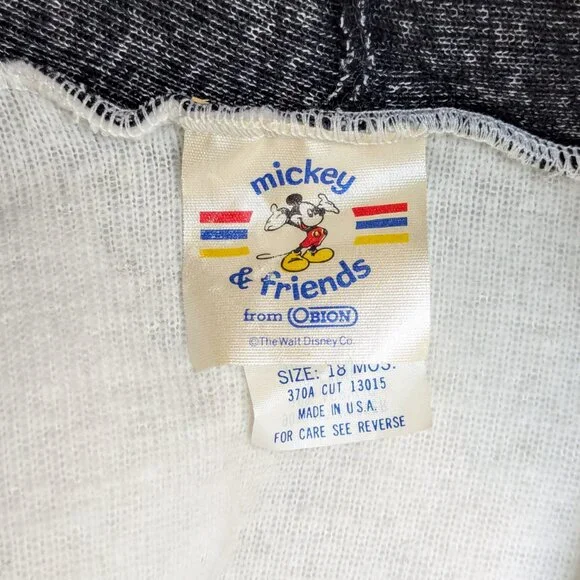 mickey
& friends
from OBION
©The Walt Disney Co.
SIZE: 18 MOS.
370A CUT 13015
MADE IN U.S.A.
FOR CARE SEE REVERSE